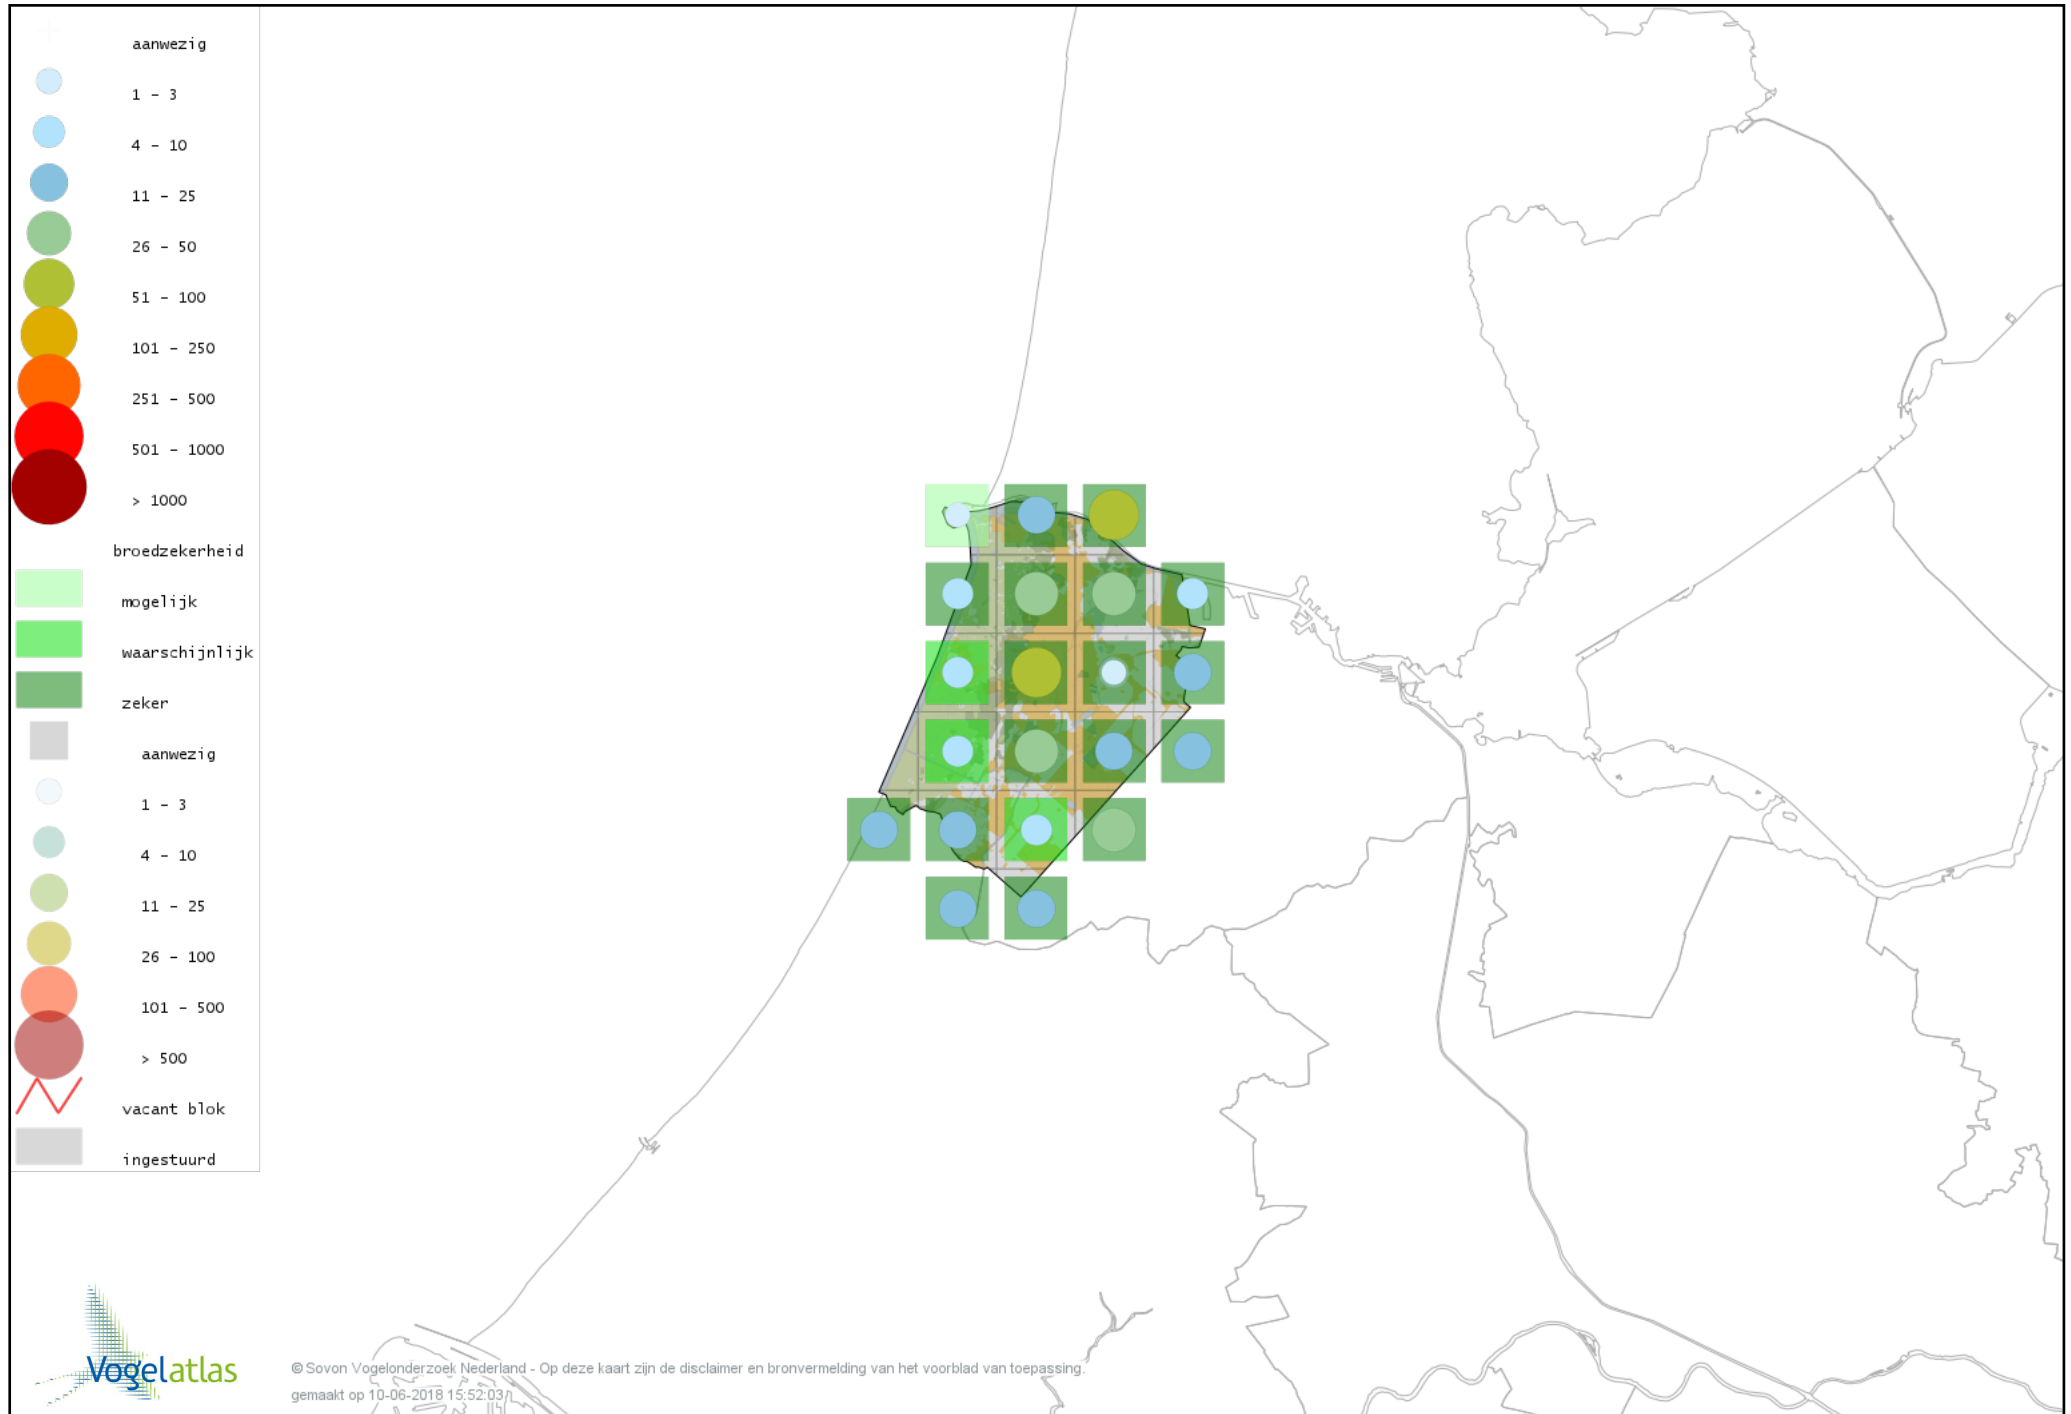 aanwezig
1 - 3
4 - 10
11 - 25
26 - 50
51 - 100
101 - 250
251 - 500
501 - 1000
> 1000
broedzekerheid
mogelijk
waarschijnlijk
zeker
aanwezig
1 - 3
4 - 10
11 - 25
26 - 100
101 - 500
> 500
vacant blok
ingestuurd
Vogelatlas
© Sovon Vogelonderzoek Nederland - Op deze kaart zijn de disclaimer en bronvermelding van het voorblad van toepassing.
gemaakt op 10-06-2018 15:52:03